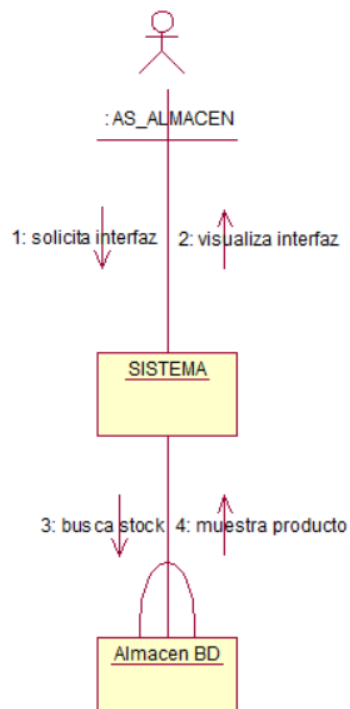 : AS_ALMACEN
1: solicita interfaz
2: visualiza interfaz
SISTEMA
3: busca stock
4: muestra producto
Almacen BD